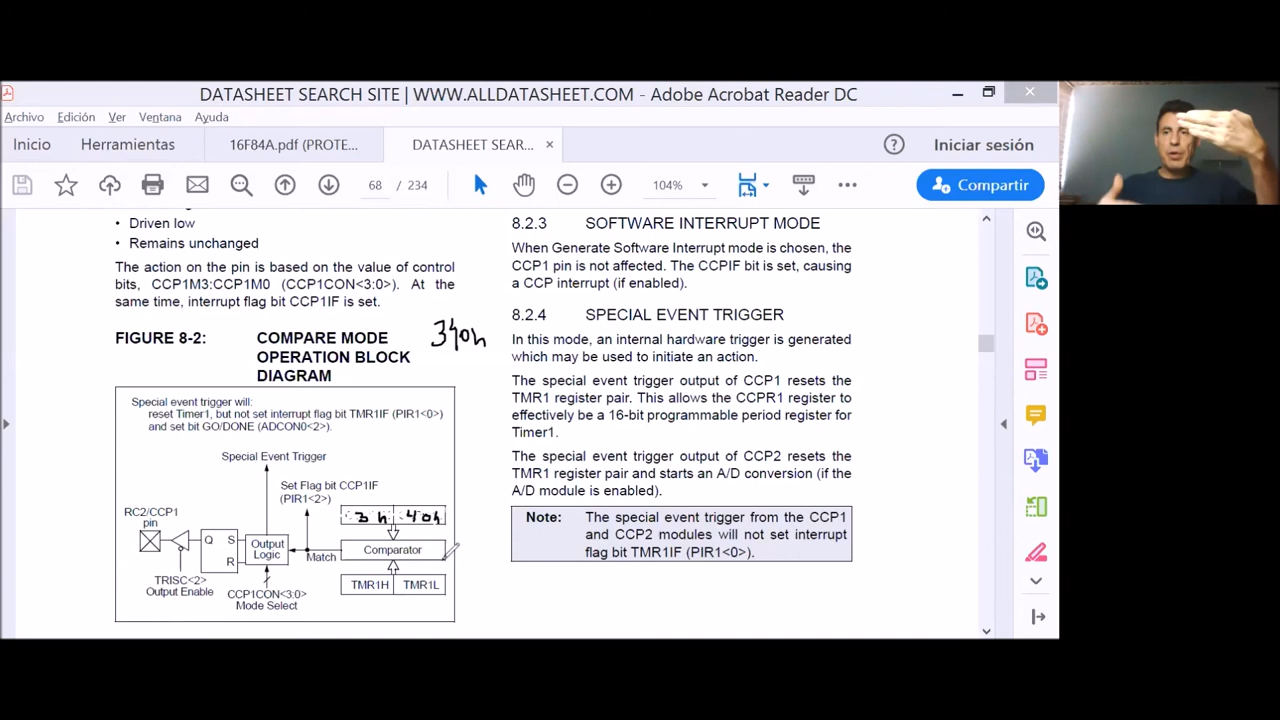 DATASHEET SEARCH SITE | WWW.ALLDATASHEET.COM - Adobe Acrobat Reader DC
Archivo Edición Ver Ventana Ayuda
Inicio Herramientas 16F84A.pdf (PROTE... DATASHEET SEAR... × ? Iniciar sesión
68 / 234 104% Compartir
• Driven low
• Remains unchanged
The action on the pin is based on the value of control
bits, CCP1M3:CCP1M0 (CCP1CON<3:0>). At the
same time, interrupt flag bit CCP1IF is set.
FIGURE 8-2: COMPARE MODE
OPERATION BLOCK
DIAGRAM
340h
Special event trigger will:
reset Timer1, but not set interrupt flag bit TMR1IF (PIR1<0>)
and set bit GO/DONE (ADCON0<2>).
Special Event Trigger
Set Flag bit CCP1IF
(PIR1<2>)
RC2/CCP1
pin
3h 40h
Q S
R
Output
Logic
Match
Comparator
TRISC<2>
Output Enable
CCP1CON<3:0>
Mode Select
TMR1H TMR1L
8.2.3 SOFTWARE INTERRUPT MODE
When Generate Software Interrupt mode is chosen, the
CCP1 pin is not affected. The CCPIF bit is set, causing
a CCP interrupt (if enabled).
8.2.4 SPECIAL EVENT TRIGGER
In this mode, an internal hardware trigger is generated
which may be used to initiate an action.
The special event trigger output of CCP1 resets the
TMR1 register pair. This allows the CCPR1 register to
effectively be a 16-bit programmable period register for
Timer1.
The special event trigger output of CCP2 resets the
TMR1 register pair and starts an A/D conversion (if the
A/D module is enabled).
Note: The special event trigger from the CCP1
and CCP2 modules will not set interrupt
flag bit TMR1IF (PIR1<0>).